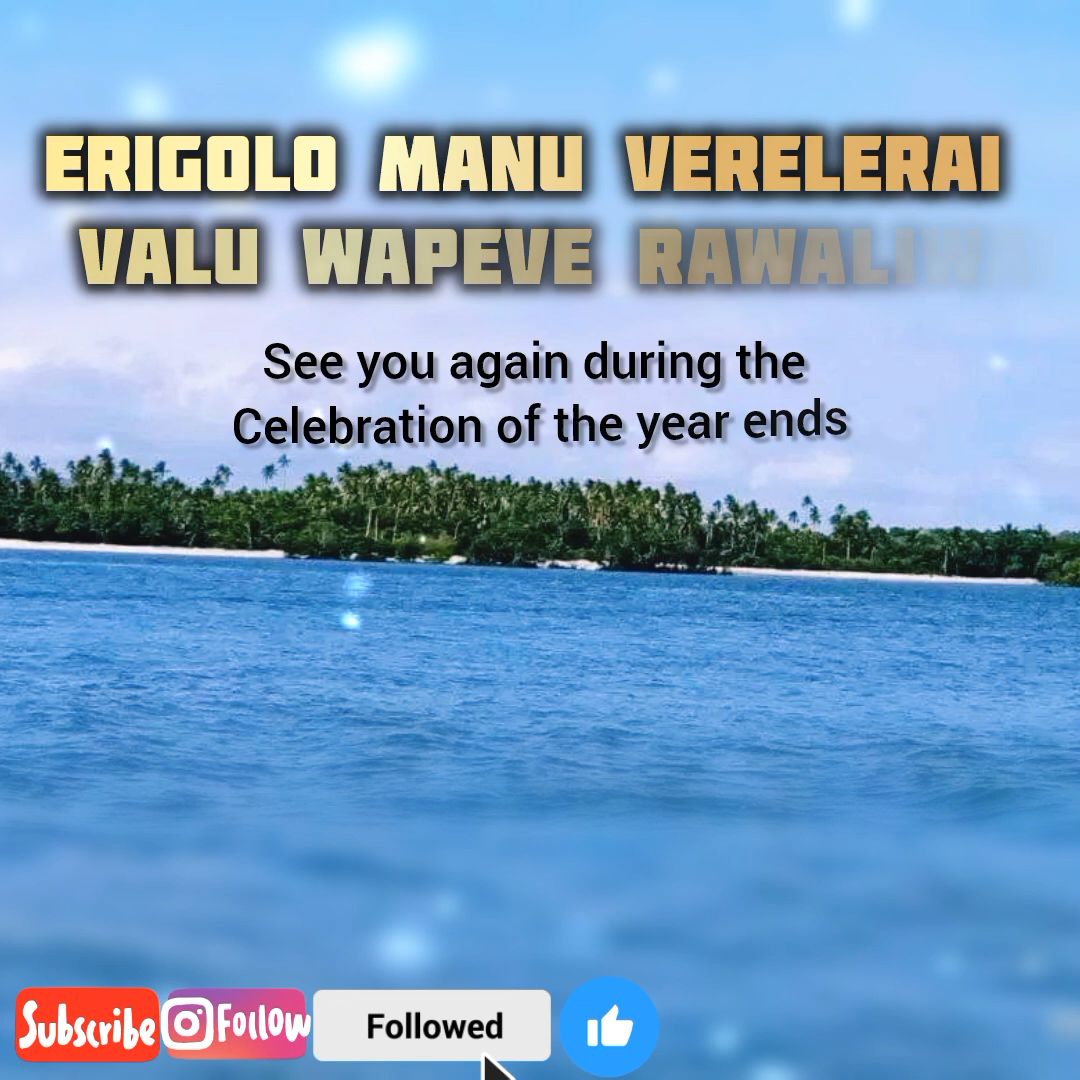 ERIGOLO MANU VERELERAI
VALU WAPEVE
See you again during the
Celebration of the year ends
Subscribe
Follow
Followed